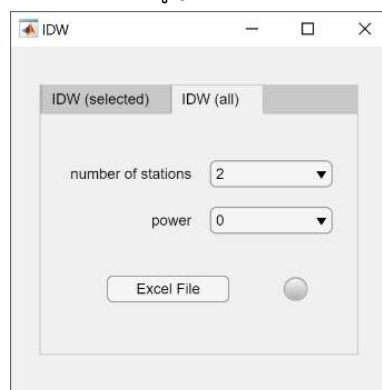 IDW
IDW (selected) IDW (all)
number of stations 2
power 0
Excel File